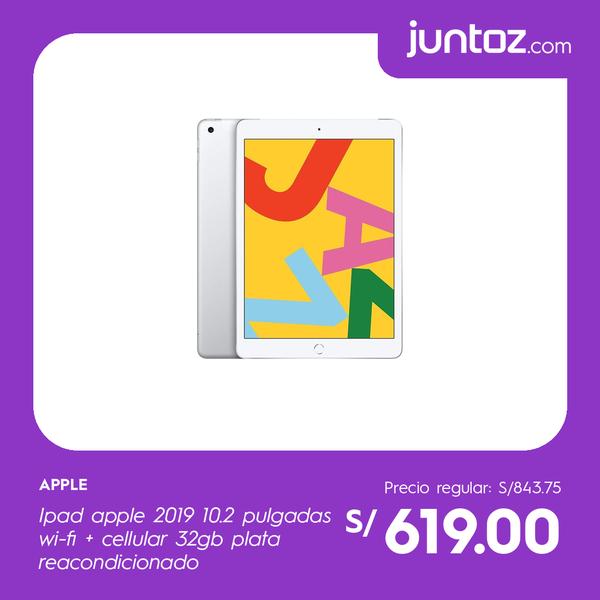 juntoz.com
JAZZ
APPLE
Ipad apple 2019 10.2 pulgadas
wi-fi + cellular 32gb plata
reacondicionado
Precio regular: S/843.75
S/619.00